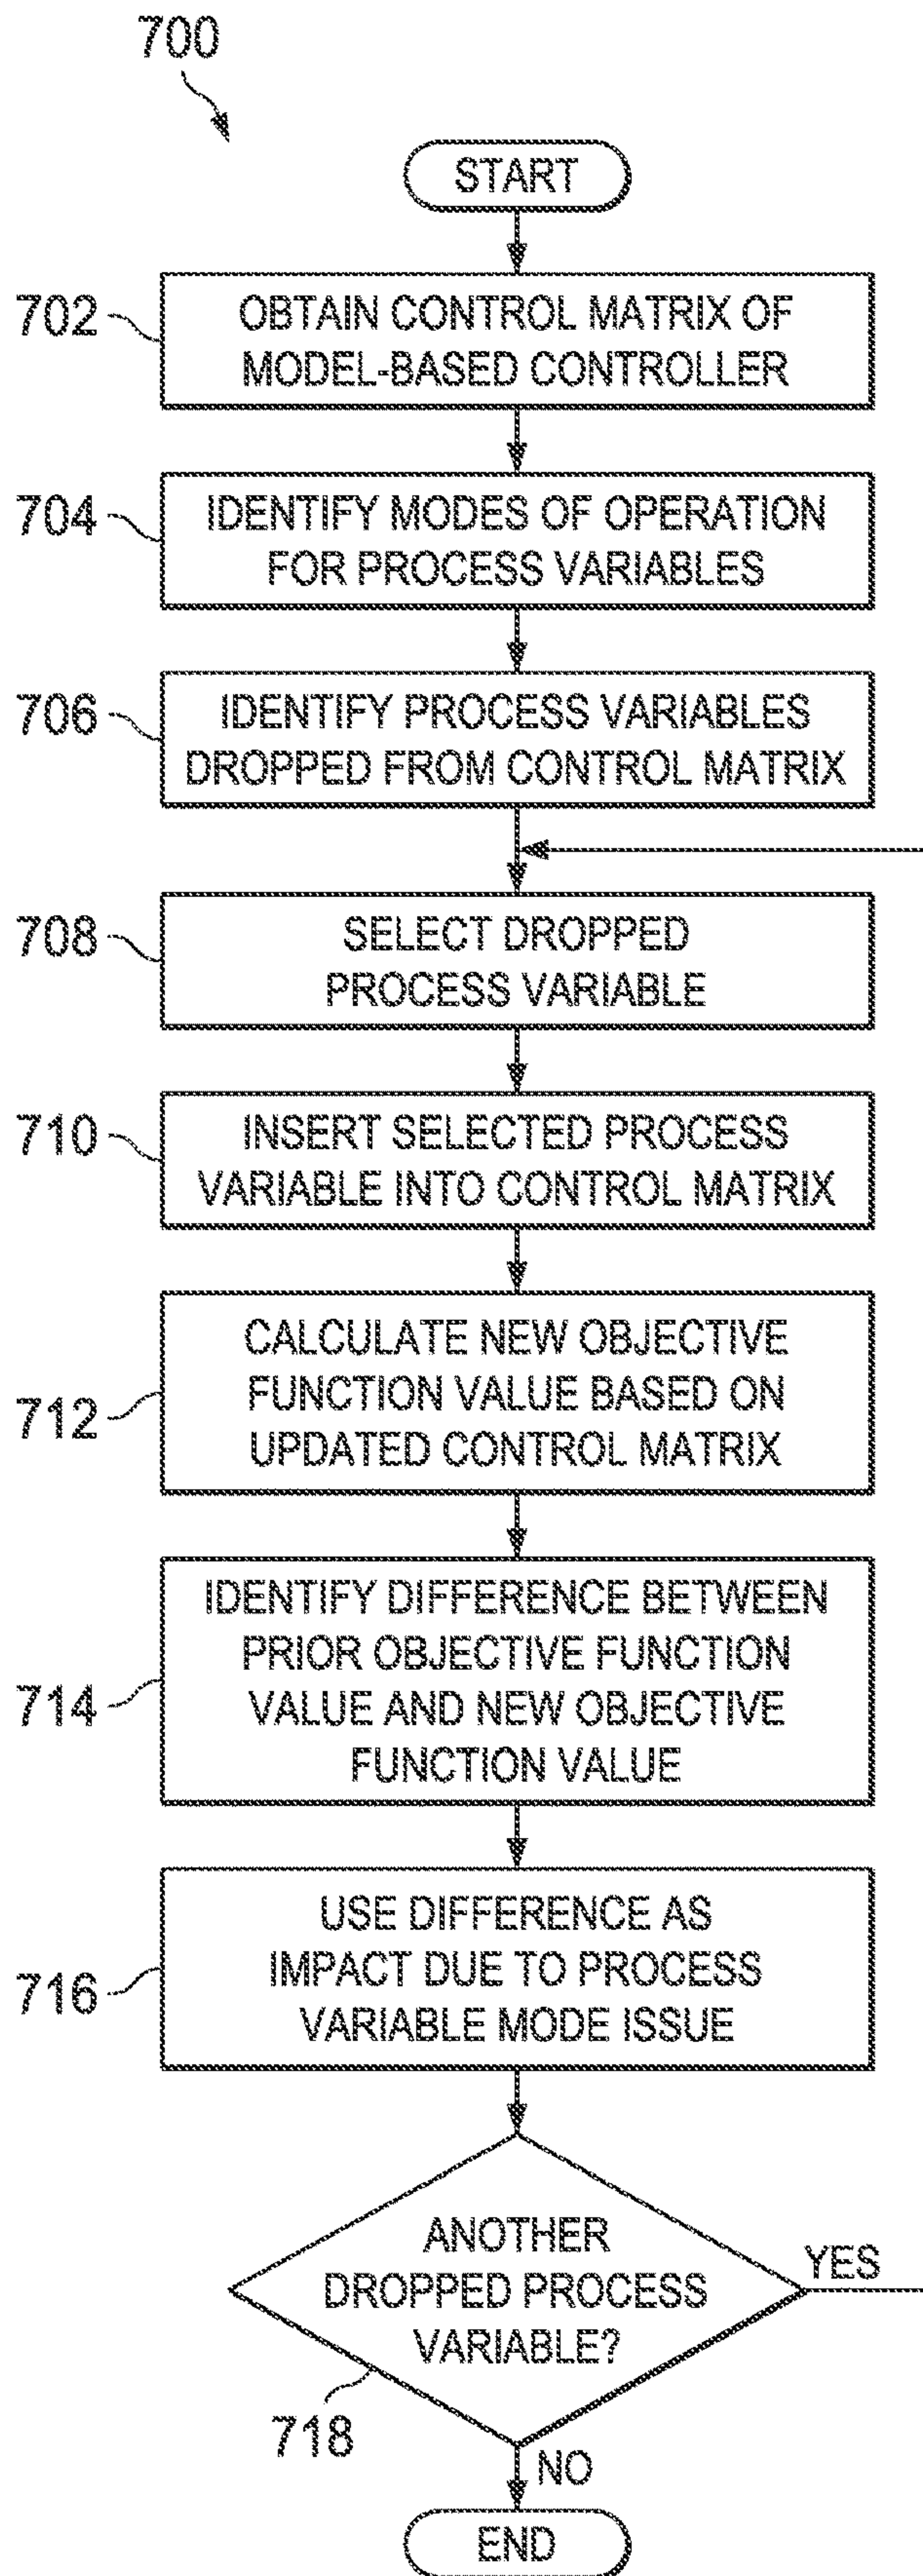 700
START
702
OBTAIN CONTROL MATRIX OF
MODEL-BASED CONTROLLER
704
IDENTIFY MODES OF OPERATION
FOR PROCESS VARIABLES
706
IDENTIFY PROCESS VARIABLES
DROPPED FROM CONTROL MATRIX
708
SELECT DROPPED
PROCESS VARIABLE
710
INSERT SELECTED PROCESS
VARIABLE INTO CONTROL MATRIX
712
CALCULATE NEW OBJECTIVE
FUNCTION VALUE BASED ON
UPDATED CONTROL MATRIX
714
IDENTIFY DIFFERENCE BETWEEN
PRIOR OBJECTIVE FUNCTION
VALUE AND NEW OBJECTIVE
FUNCTION VALUE
716
USE DIFFERENCE AS
IMPACT DUE TO PROCESS
VARIABLE MODE ISSUE
ANOTHER
DROPPED PROCESS
VARIABLE?
YES
718
NO
END